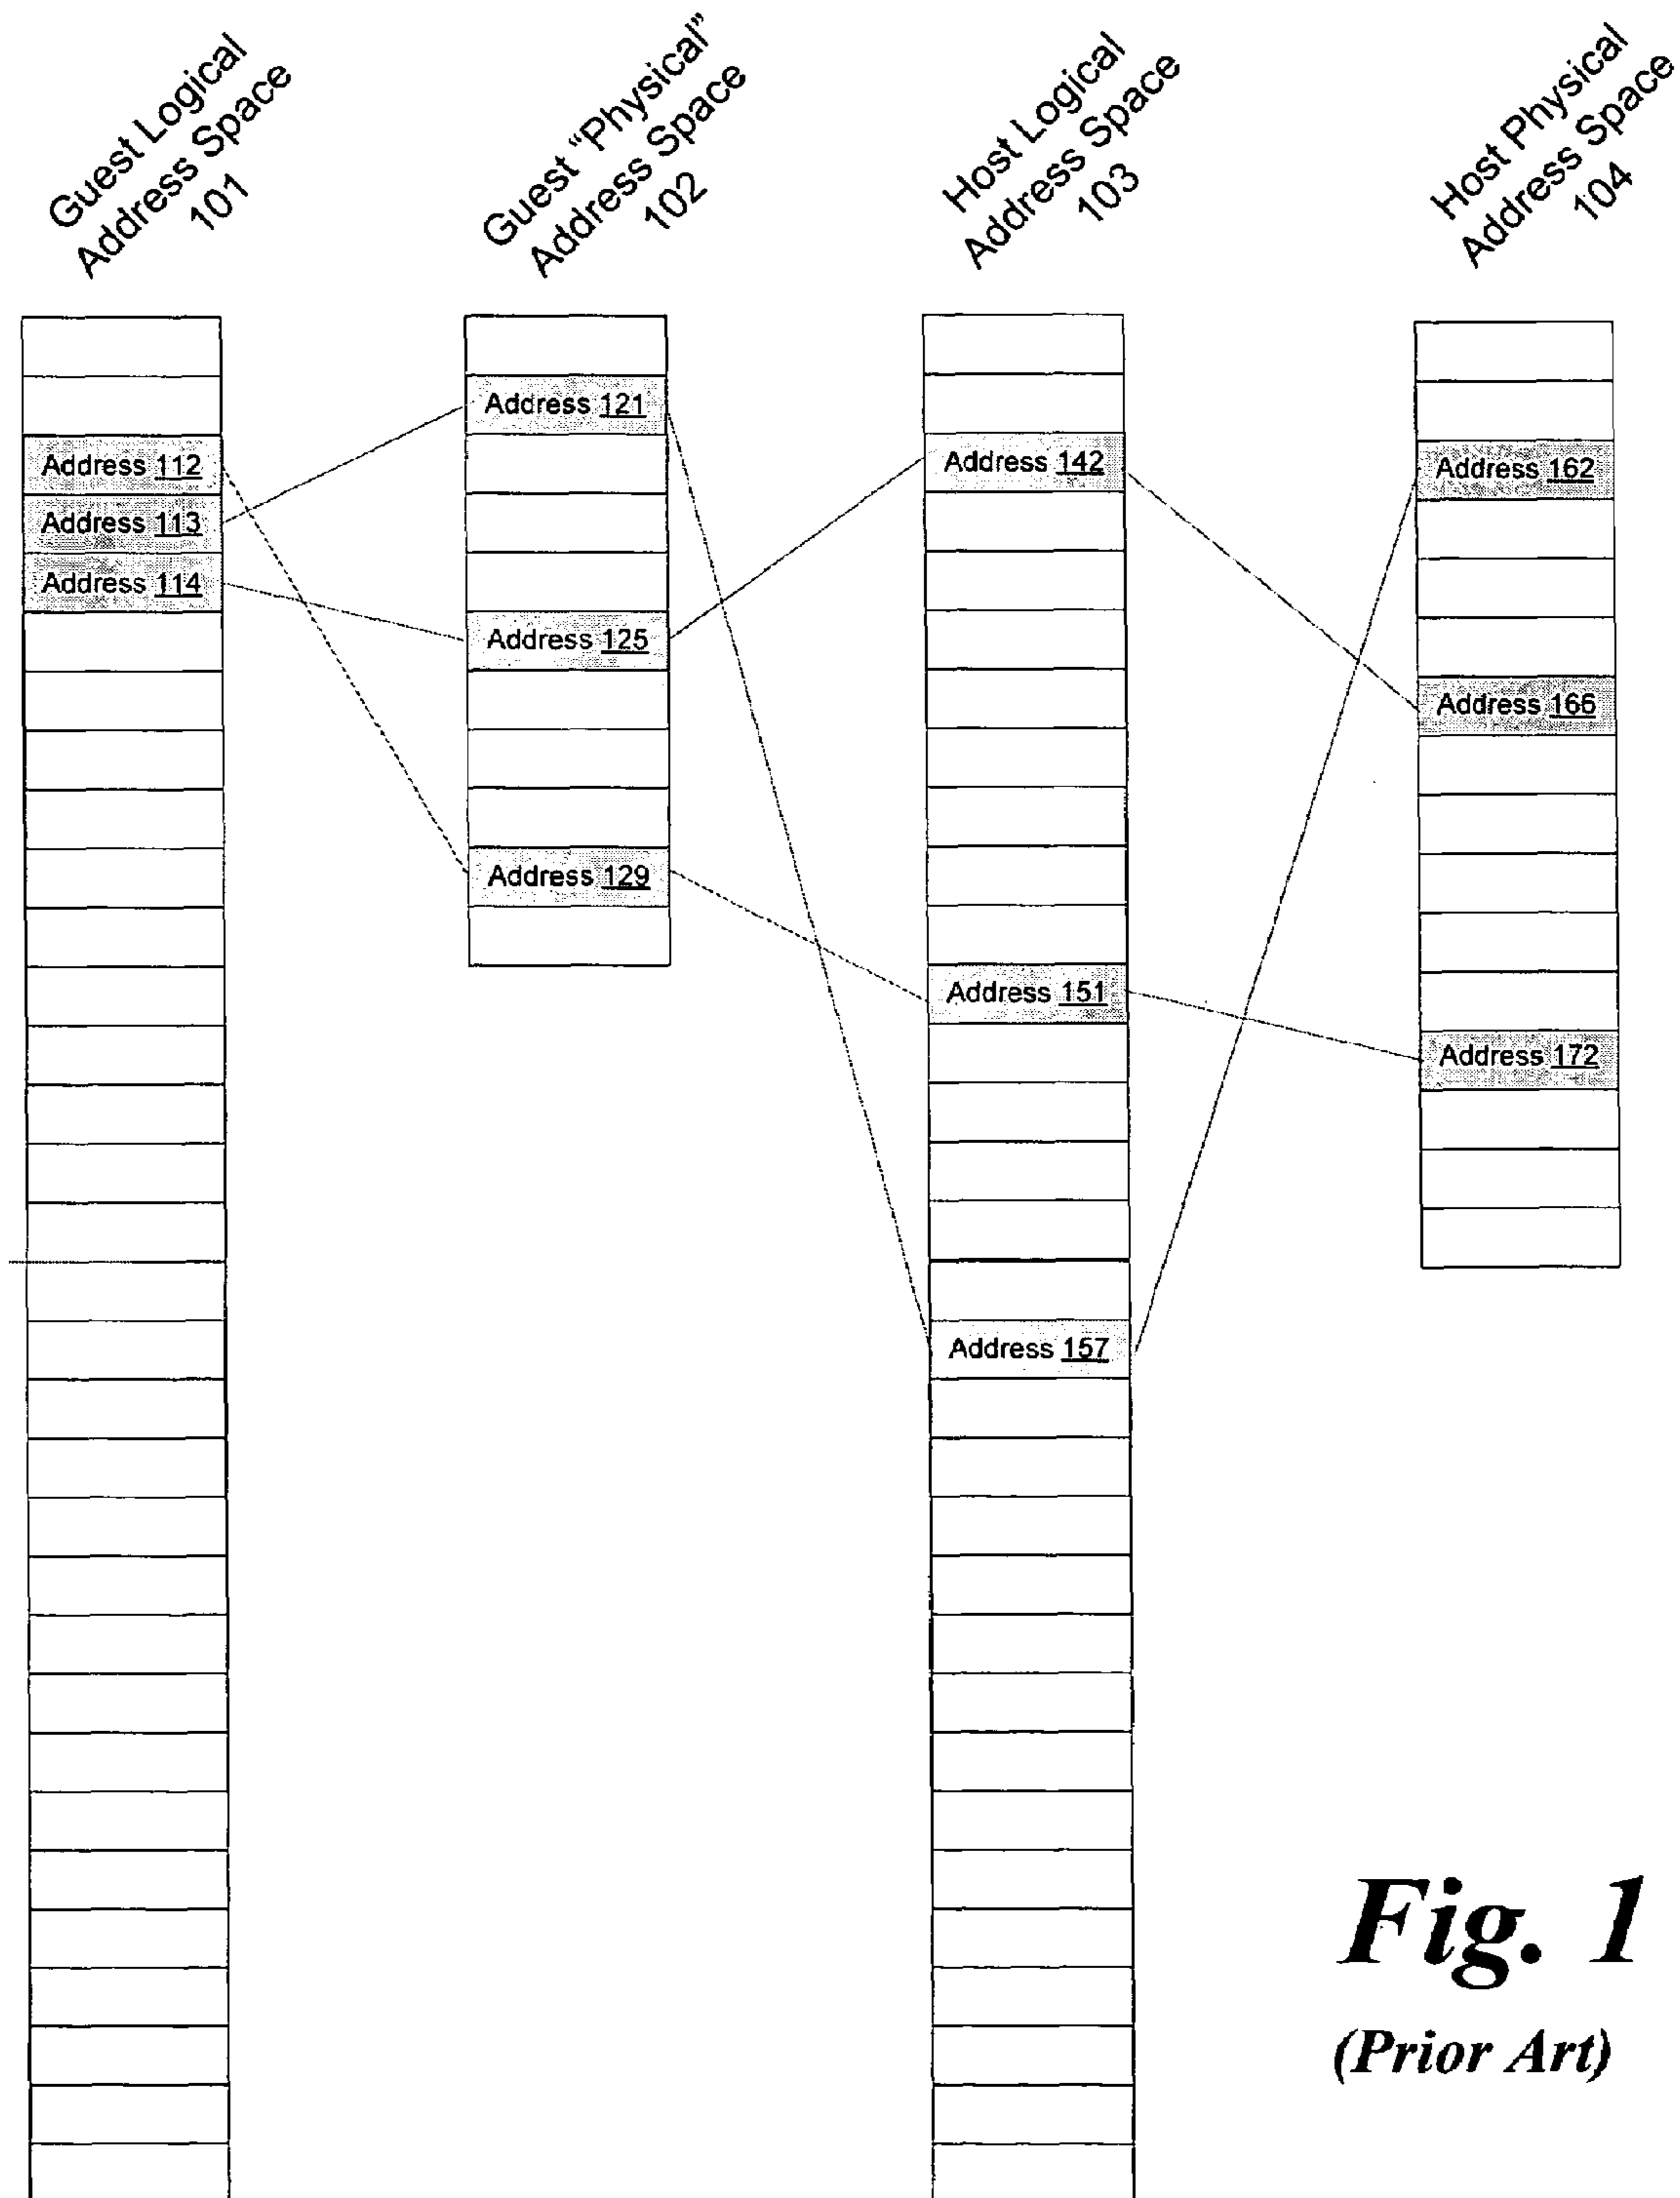 Guest Logical
Address Space
101
Guest “Physical”
Address Space
102
Host Logical
Address Space
103
Host Physical
Address Space
104
Address 112
Address 113
Address 114
Address 121
Address 125
Address 129
Address 142
Address 151
Address 157
Address 162
Address 166
Address 172
Fig. 1
(Prior Art)